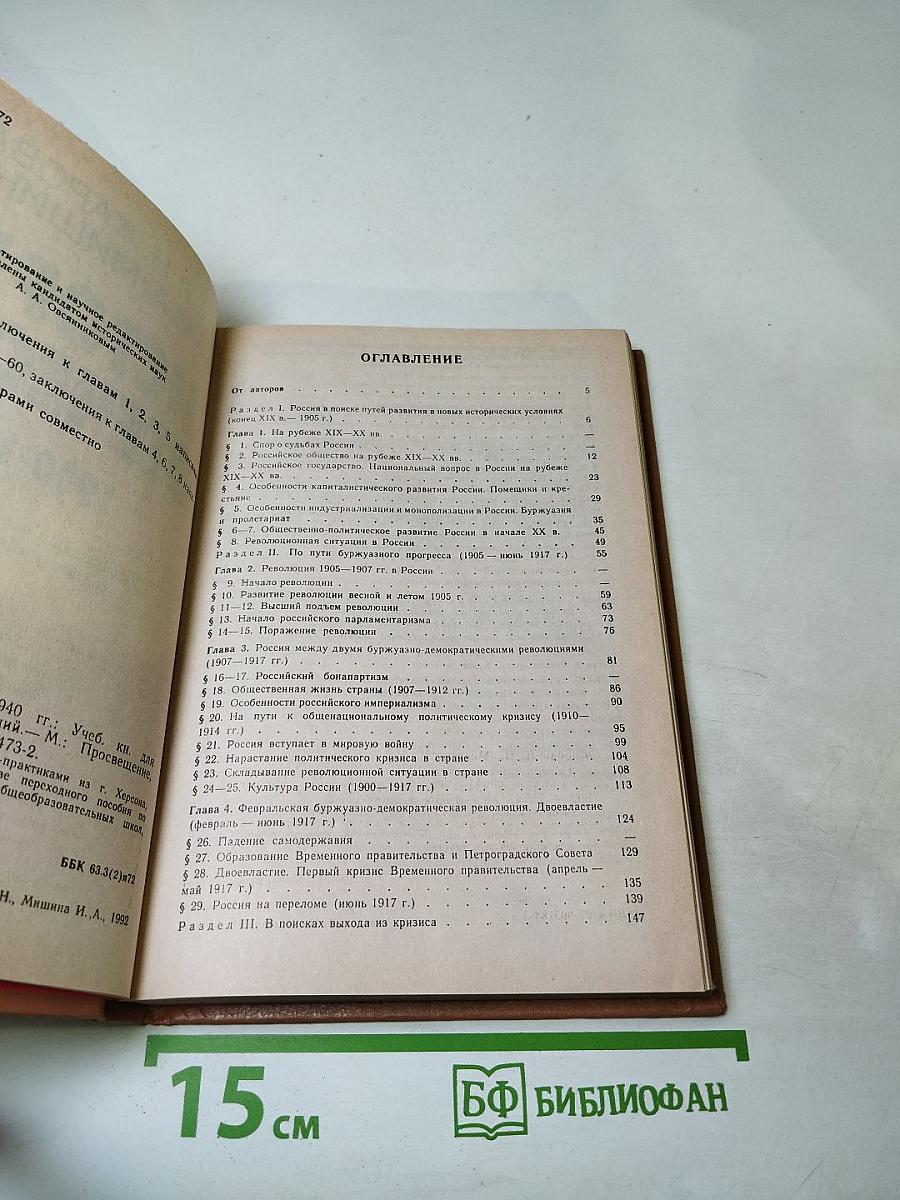 72
тирование и научное редактирование
лены кандидатом исторических наук
А. А. Овсянниковым
лючения к главам 1, 2, 3, 5
—60, заключения к главам 4, 6, 7, 8
рами совместно
940 гг.: Учеб. кн. для
ний.— М.: Просвещение,
473-2.
-практиками из г. Херсона,
ве переходного пособия по
бщеобразовательных школ,
ББК 63.3(2)я72
Н., Мишина И. А., 1992
ОГЛАВЛЕНИЕ
От авторов . . . . . . . . . . . . . . . 5
Раздел I. Россия в поиске путей развития в новых исторических условиях
(конец XIX в.— 1905 г.) . . . . . . . . . . . . . 6
Глава 1. На рубеже XIX—XX вв. . . . . . . . . . . . —
§ 1. Спор о судьбах России . . . . . . . . . . . . —
§ 2. Российское общество на рубеже XIX—XX вв. . . . . . . 12
§ 3. Российское государство. Национальный вопрос в России на рубеже
XIX—XX вв. . . . . . . . . . . . . . . . 23
§ 4. Особенности капиталистического развития России. Помещики и кре-
стьяне . . . . . . . . . . . . . . . . 29
§ 5. Особенности индустриализации и монополизации в России. Буржуазия
и пролетариат . . . . . . . . . . . . . . . 35
§ 6—7. Общественно-политическое развитие России в начале XX в. 45
§ 8. Революционная ситуация в России . . . . . . . . . 49
Раздел II. По пути буржуазного прогресса (1905 — июнь 1917 г.) 55
Глава 2. Революция 1905—1907 гг. в России . . . . . . . . —
§ 9. Начало революции . . . . . . . . . . . . . —
§ 10. Развитие революции весной и летом 1905 г. . . . . . . . 59
§ 11—12. Высший подъем революции . . . . . . . . . 63
§ 13. Начало российского парламентаризма . . . . . . . . 73
§ 14—15. Поражение революции . . . . . . . . . . 76
Глава 3. Россия между двумя буржуазно-демократическими революциями
(1907—1917 гг.) . . . . . . . . . . . . . . 81
§ 16—17. Российский бонапартизм . . . . . . . . . . —
§ 18. Общественная жизнь страны (1907—1912 гг.) . . . . . . 86
§ 19. Особенности российского империализма . . . . . . . 90
§ 20. На пути к общенациональному политическому кризису (1910—
1914 гг.) . . . . . . . . . . . . . . . . 95
§ 21. Россия вступает в мировую войну . . . . . . . . . 99
§ 22. Нарастание политического кризиса в стране . . . . . . 104
§ 23. Складывание революционной ситуации в стране . . . . . 108
§ 24—25. Культура России (1900—1917 гг.) . . . . . . . . 113
Глава 4. Февральская буржуазно-демократическая революция. Двоевластие
(февраль — июнь 1917 г.) . . . . . . . . . . . 124
§ 26. Падение самодержавия . . . . . . . . . . . . —
§ 27. Образование Временного правительства и Петроградского Совета 129
§ 28. Двоевластие. Первый кризис Временного правительства (апрель —
май 1917 г.) . . . . . . . . . . . . . . . 135
§ 29. Россия на переломе (июнь 1917 г.) . . . . . . . . . 139
Раздел III. В поисках выхода из кризиса . . . . . . . . 147
15 см
БФ БИБЛИОФАН